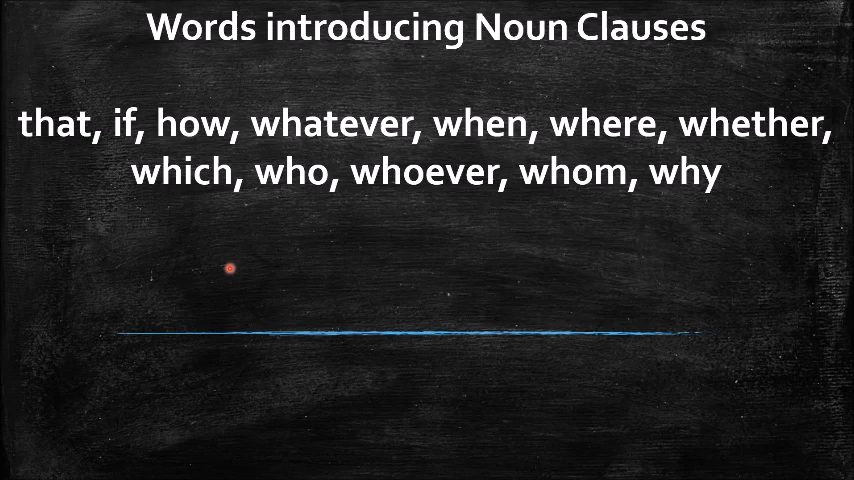 Words introducing Noun Clauses
that, if, how, whatever, when, where, whether,
which, who, whoever, whom, why